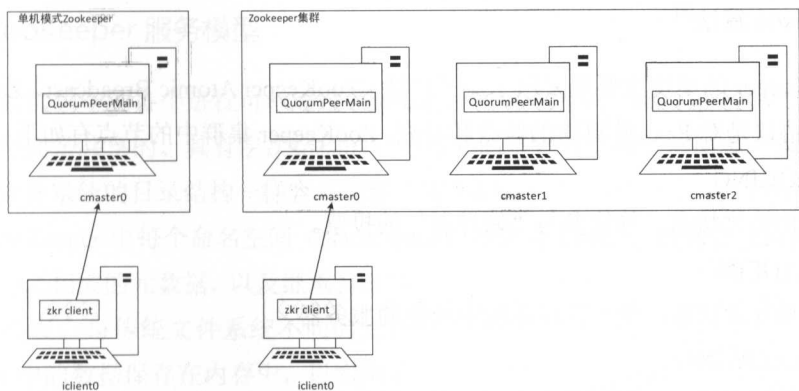 单机模式Zookeeper
QuorumPeerMain
cmaster0
zkr client
iclient0
Zookeeper集群
QuorumPeerMain
QuorumPeerMain
QuorumPeerMain
cmaster0
cmaster1
cmaster2
zkr client
iclient0